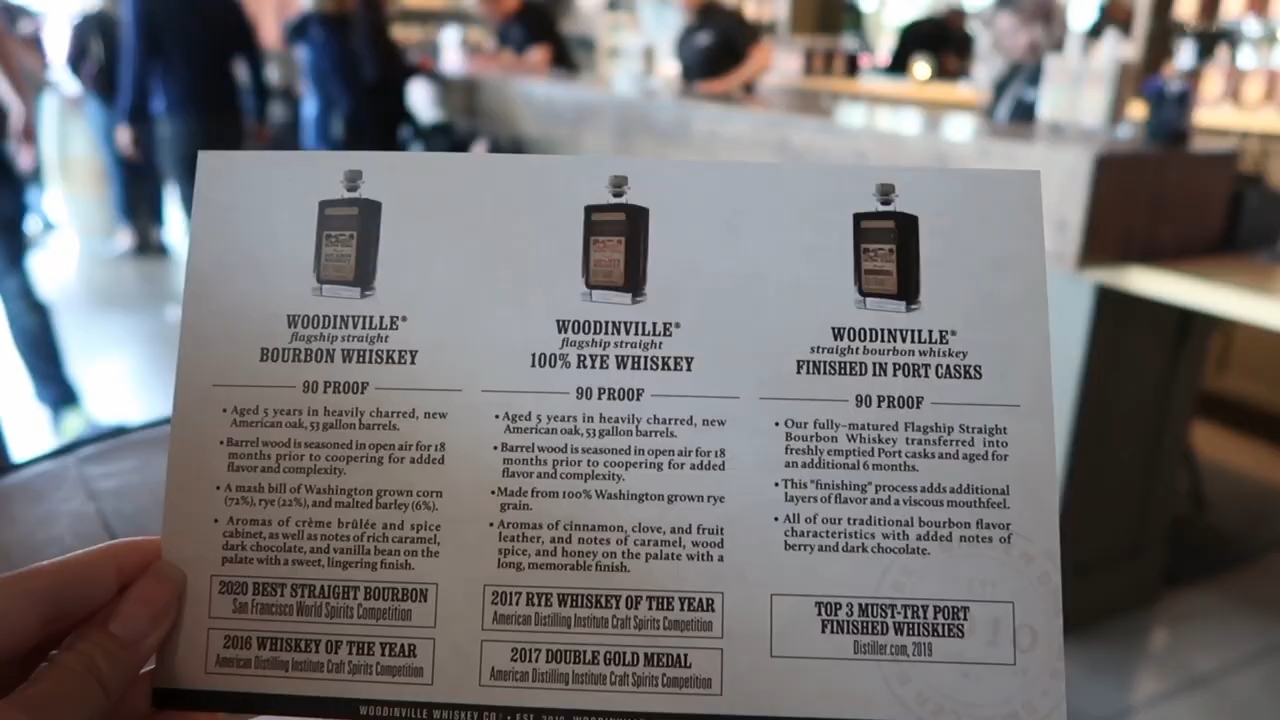 WOODINVILLE®
flagship straight
BOURBON WHISKEY
90 PROOF
• Aged 5 years in heavily charred, new
American oak, 53 gallon barrels.
• Barrel wood is seasoned in open air for 18
months prior to coopering for added
flavor and complexity.
• A mash bill of Washington grown corn
(72%), rye (22%), and malted barley (6%).
• Aromas of crème brûlée and spice
cabinet, as well as notes of rich caramel,
dark chocolate, and vanilla bean on the
palate with a sweet, lingering finish.
2020 BEST STRAIGHT BOURBON
San Francisco World Spirits Competition
2016 WHISKEY OF THE YEAR
American Distilling Institute Craft Spirits Competition
WOODINVILLE®
flagship straight
100% RYE WHISKEY
90 PROOF
• Aged 5 years in heavily charred, new
American oak, 53 gallon barrels.
• Barrel wood is seasoned in open air for 18
months prior to coopering for added
flavor and complexity.
• Made from 100% Washington grown rye
grain.
• Aromas of cinnamon, clove, and fruit
leather, and notes of caramel, wood
spice, and honey on the palate with a
long, memorable finish.
2017 RYE WHISKEY OF THE YEAR
American Distilling Institute Craft Spirits Competition
2017 DOUBLE GOLD MEDAL
American Distilling Institute Craft Spirits Competition
WOODINVILLE®
straight bourbon whiskey
FINISHED IN PORT CASKS
90 PROOF
• Our fully-matured Flagship Straight
Bourbon Whiskey transferred into
freshly emptied Port casks and aged for
an additional 6 months.
• This "finishing" process adds additional
layers of flavor and a viscous mouthfeel.
• All of our traditional bourbon flavor
characteristics with added notes of
berry and dark chocolate.
TOP 3 MUST-TRY PORT
FINISHED WHISKIES
Distiller.com, 2019
WOODINVILLE WHISKEY CO • EST. 2010